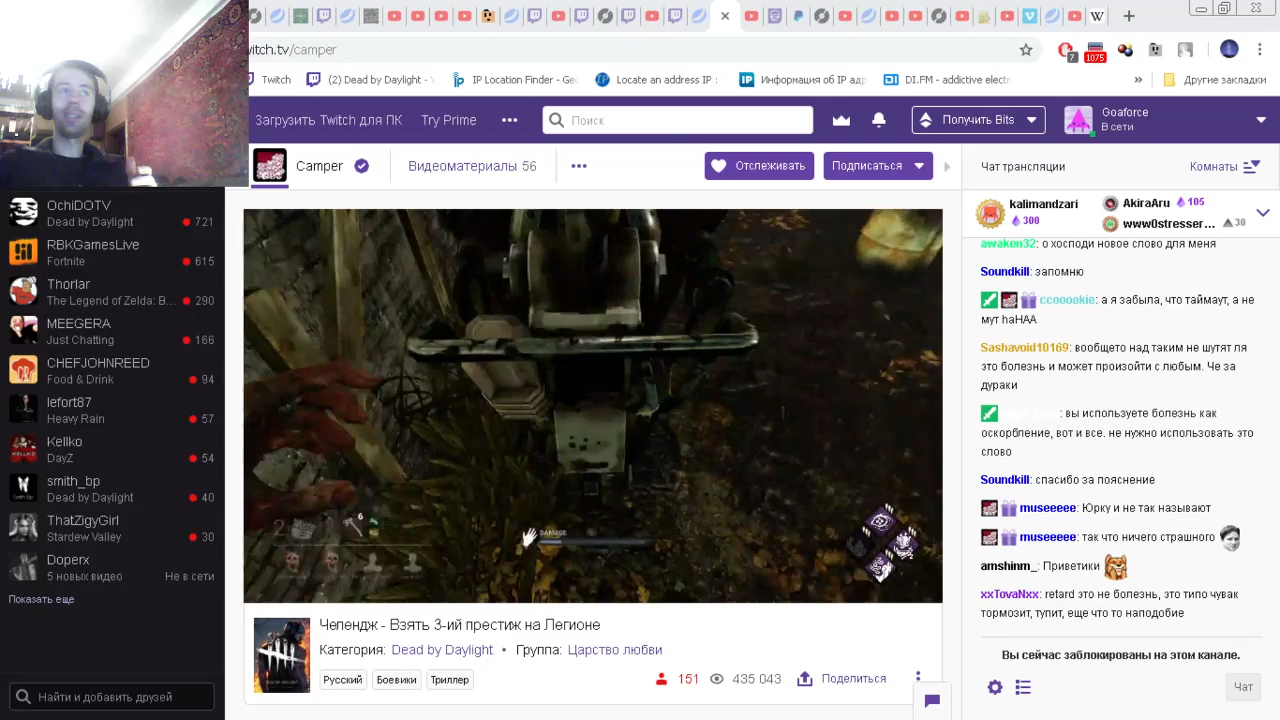 itch.tv/camper
7
1075
Twitch
(2) Dead by Daylight -
IP Location Finder - Geo
Locate an address IP
Информация об IP адр
DI.FM - addictive electr
»
Другие закладки
Загрузить Twitch для ПК
Try Prime
•••
Поиск
Получить Bits
Goaforce
В сети
Camper
Видеоматериалы 56
•••
Отслеживать
Подписаться
Чат трансляции
Комнаты
kalimandzari
300
AkiraAru 105
www0stresser... 30
OchiDOTV
Dead by Daylight 721
RBKGamesLive
Fortnite 615
Thorlar
The Legend of Zelda: B... 290
MEEGERA
Just Chatting 166
CHEFJOHNREED
Food & Drink 94
lefort87
Heavy Rain 57
Kellko
DayZ 54
smith_bp
Dead by Daylight 40
ThatZigyGirl
Stardew Valley 30
Doperx
5 новых видео Не в сети
Показать еще
Найти и добавить друзей
6
DAMAGE
Челендж - Взять 3-ий престиж на Легионе
Категория: Dead by Daylight • Группа: Царство любви
Русский
Боевики
Триллер
151
435 043
Поделиться
awaken32: о хосподи новое слово для меня
Soundkill: запомню
ccooookie: а я забыла, что таймаут, а не
мут haHAA
Sashavoid10169: вообщето над таким не шутят ля
это болезнь и может произойти с любым. Че за
дураки
: вы используете болезнь как
оскорбление, вот и все. не нужно использовать это
слово
Soundkill: спасибо за пояснение
museeeee: Юрку и не так называют
museeeee: так что ничего страшного
amshinm_: Приветики
xxTovaNxx: retard это не болезнь, это типо чувак
тормозит, тупит, еще что то наподобие
Вы сейчас заблокированы на этом канале.
Чат